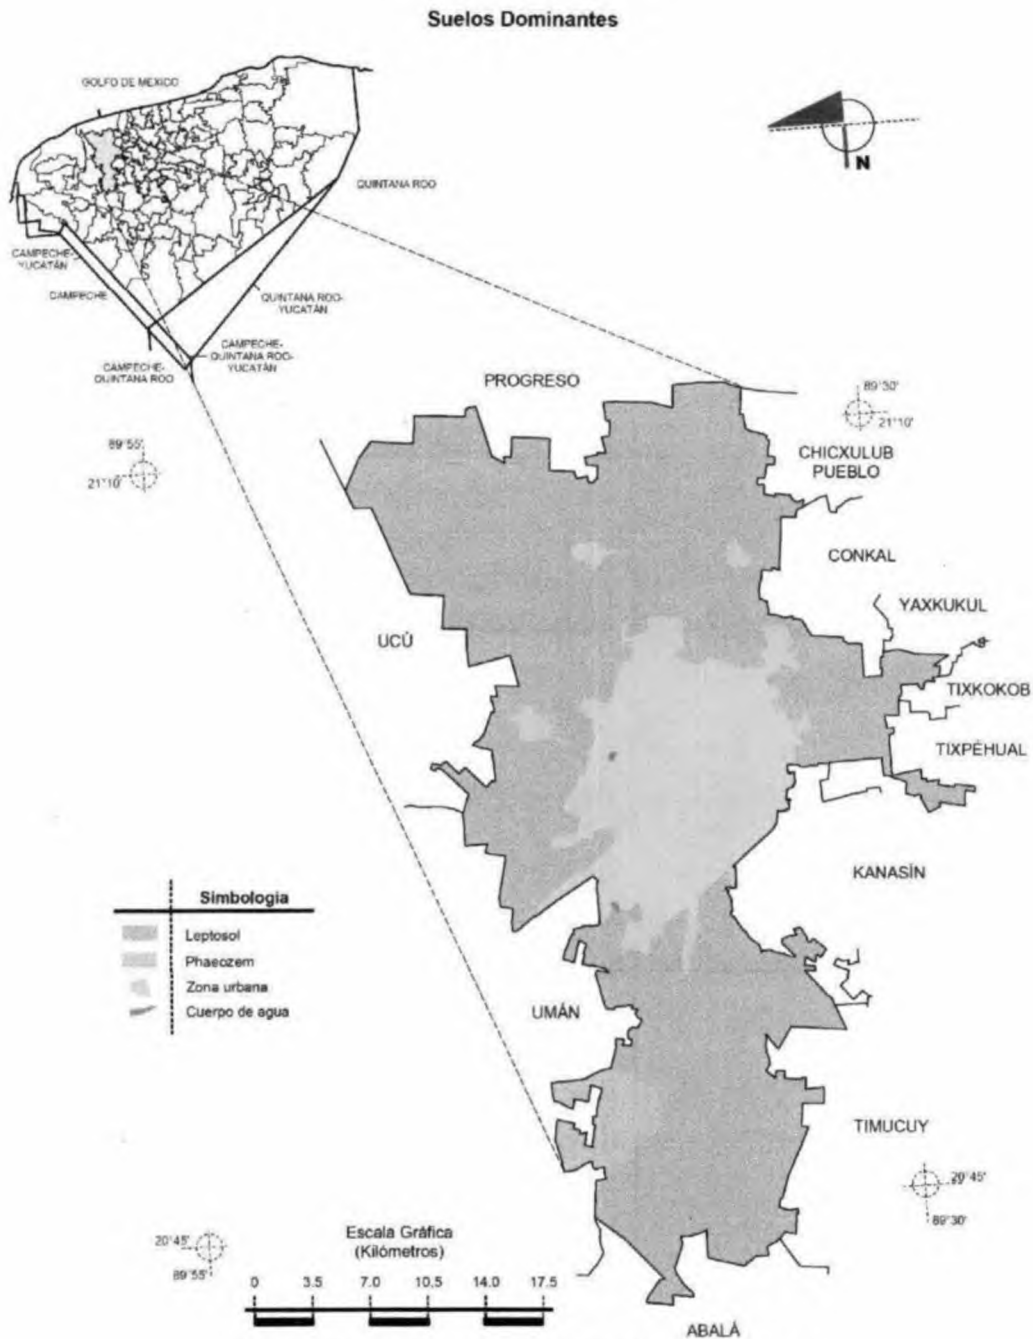 Suelos Dominantes
GOLFO DE MEXICO
N
QUINTANA ROO
CAMPECHE-
YUCATÁN
CAMPECHE
QUINTANA ROO-
YUCATÁN
CAMPECHE-
QUINTANA ROO-
YUCATÁN
CAMPECHE-
QUINTANA ROO
PROGRESO
89°30'
21°10'
CHICXULUB
PUEBLO
89°55'
21°10'
CONKAL
YAXKUKUL
UCÚ
TIXKOKOB
TIXPÉHUAL
KANASÍN
Simbologia
Leptosol
Phaeozem
Zona urbana
Cuerpo de agua
UMÁN
TIMUCUY
20°45'
89°30'
20°45'
89°55'
Escala Gráfica
(Kilómetros)
0 3.5 7.0 10.5 14.0 17.5
ABALÁ